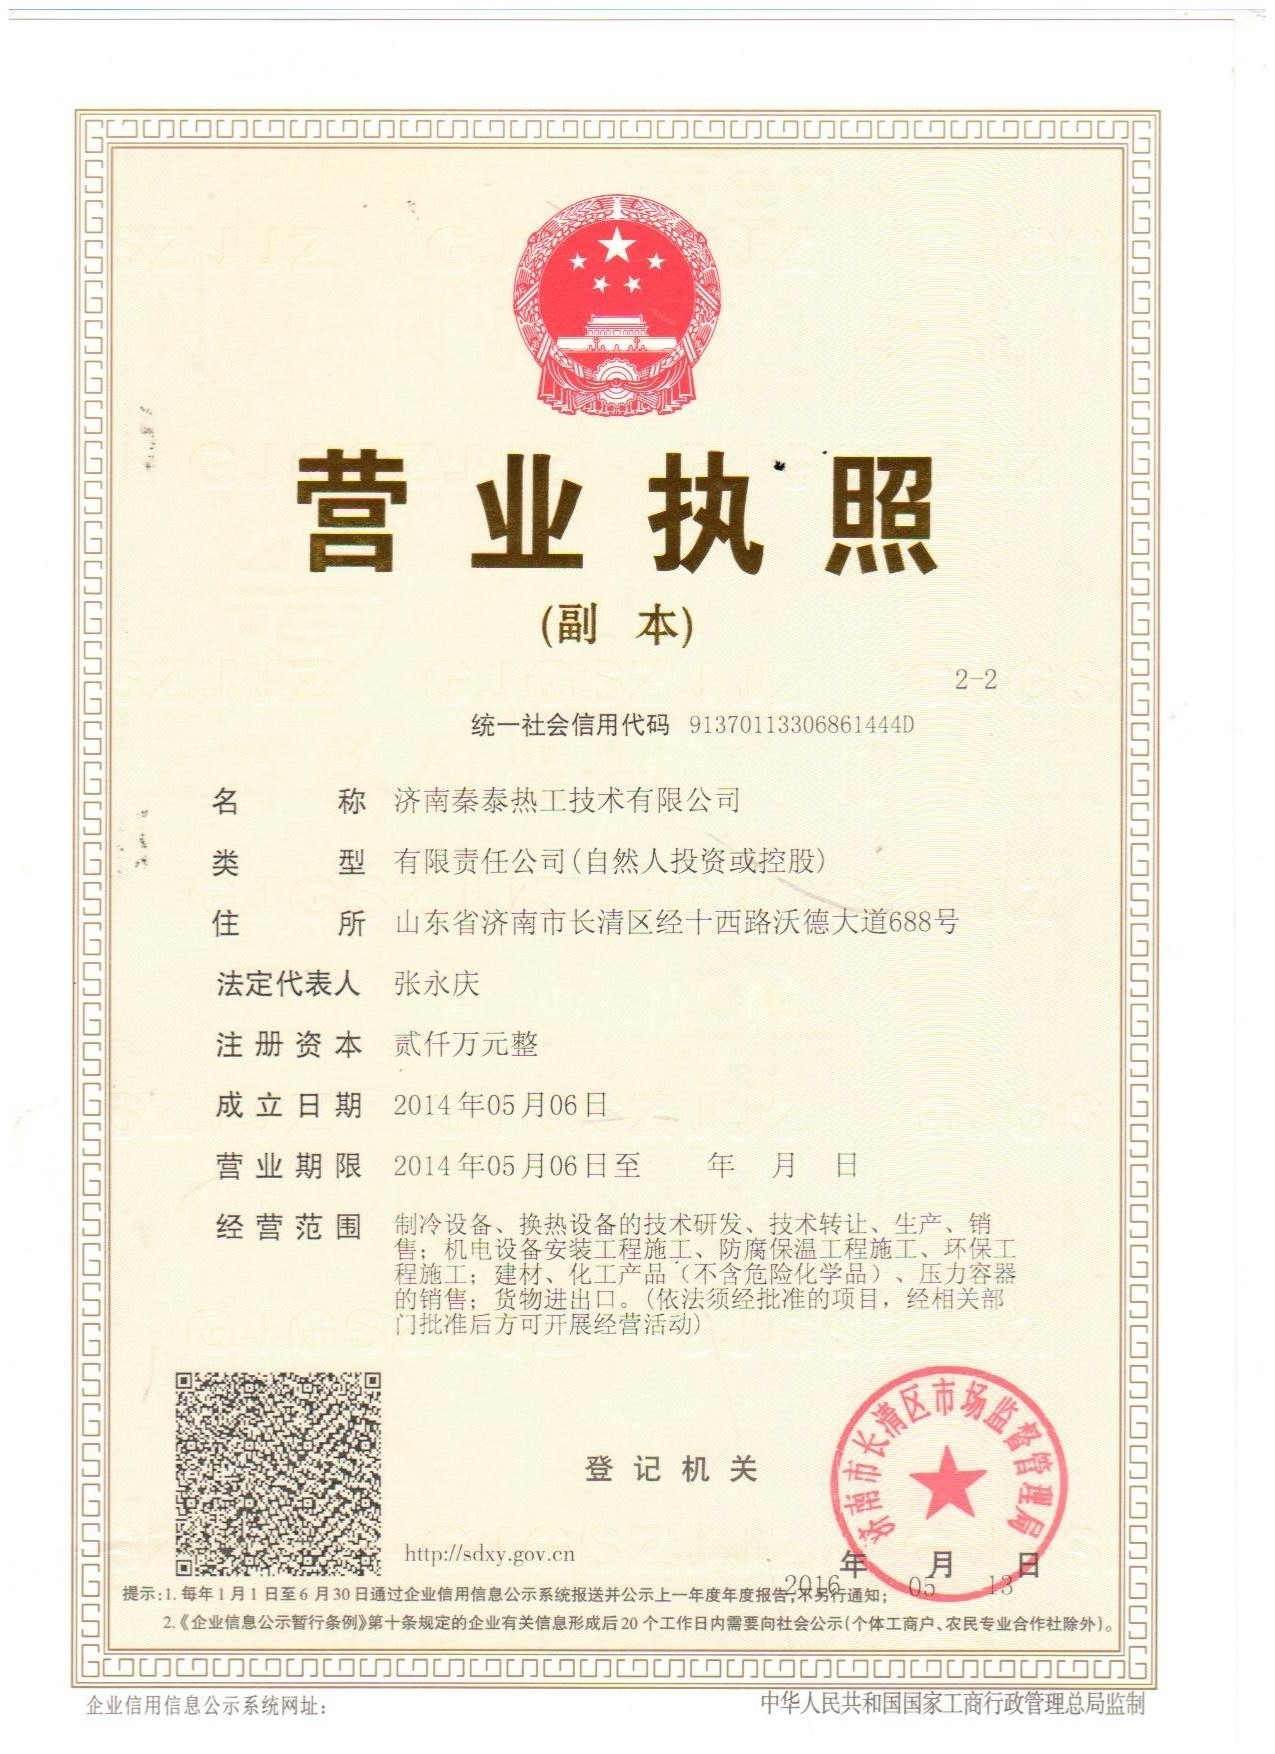 营业执照
(副 本)
2-2
统一社会信用代码 91370113306861444D
名 称 济南秦泰热工技术有限公司
类 型 有限责任公司(自然人投资或控股)
住 所 山东省济南市长清区经十西路沃德大道688号
法定代表人 张永庆
注册资本 贰仟万元整
成立日期 2014年05月06日
营业期限 2014年05月06日至 年 月 日
经营范围 制冷设备、换热设备的技术研发、技术转让、生产、销
售；机电设备安装工程施工、防腐保温工程施工、环保工
程施工；建材、化工产品（不含危险化学品）、压力容器
的销售；货物进出口。(依法须经批准的项目，经相关部
门批准后方可开展经营活动)
登记机关
济南市长清区市场监督管理局
http://sdxy.gov.cn
2016年05月13日
提示:1.每年1月1日至6月30日通过企业信用信息公示系统报送并公示上一年度年度报告,不另行通知;
2.《企业信息公示暂行条例》第十条规定的企业有关信息形成后20个工作日内需要向社会公示(个体工商户、农民专业合作社除外)。
企业信用信息公示系统网址:
中华人民共和国国家工商行政管理总局监制